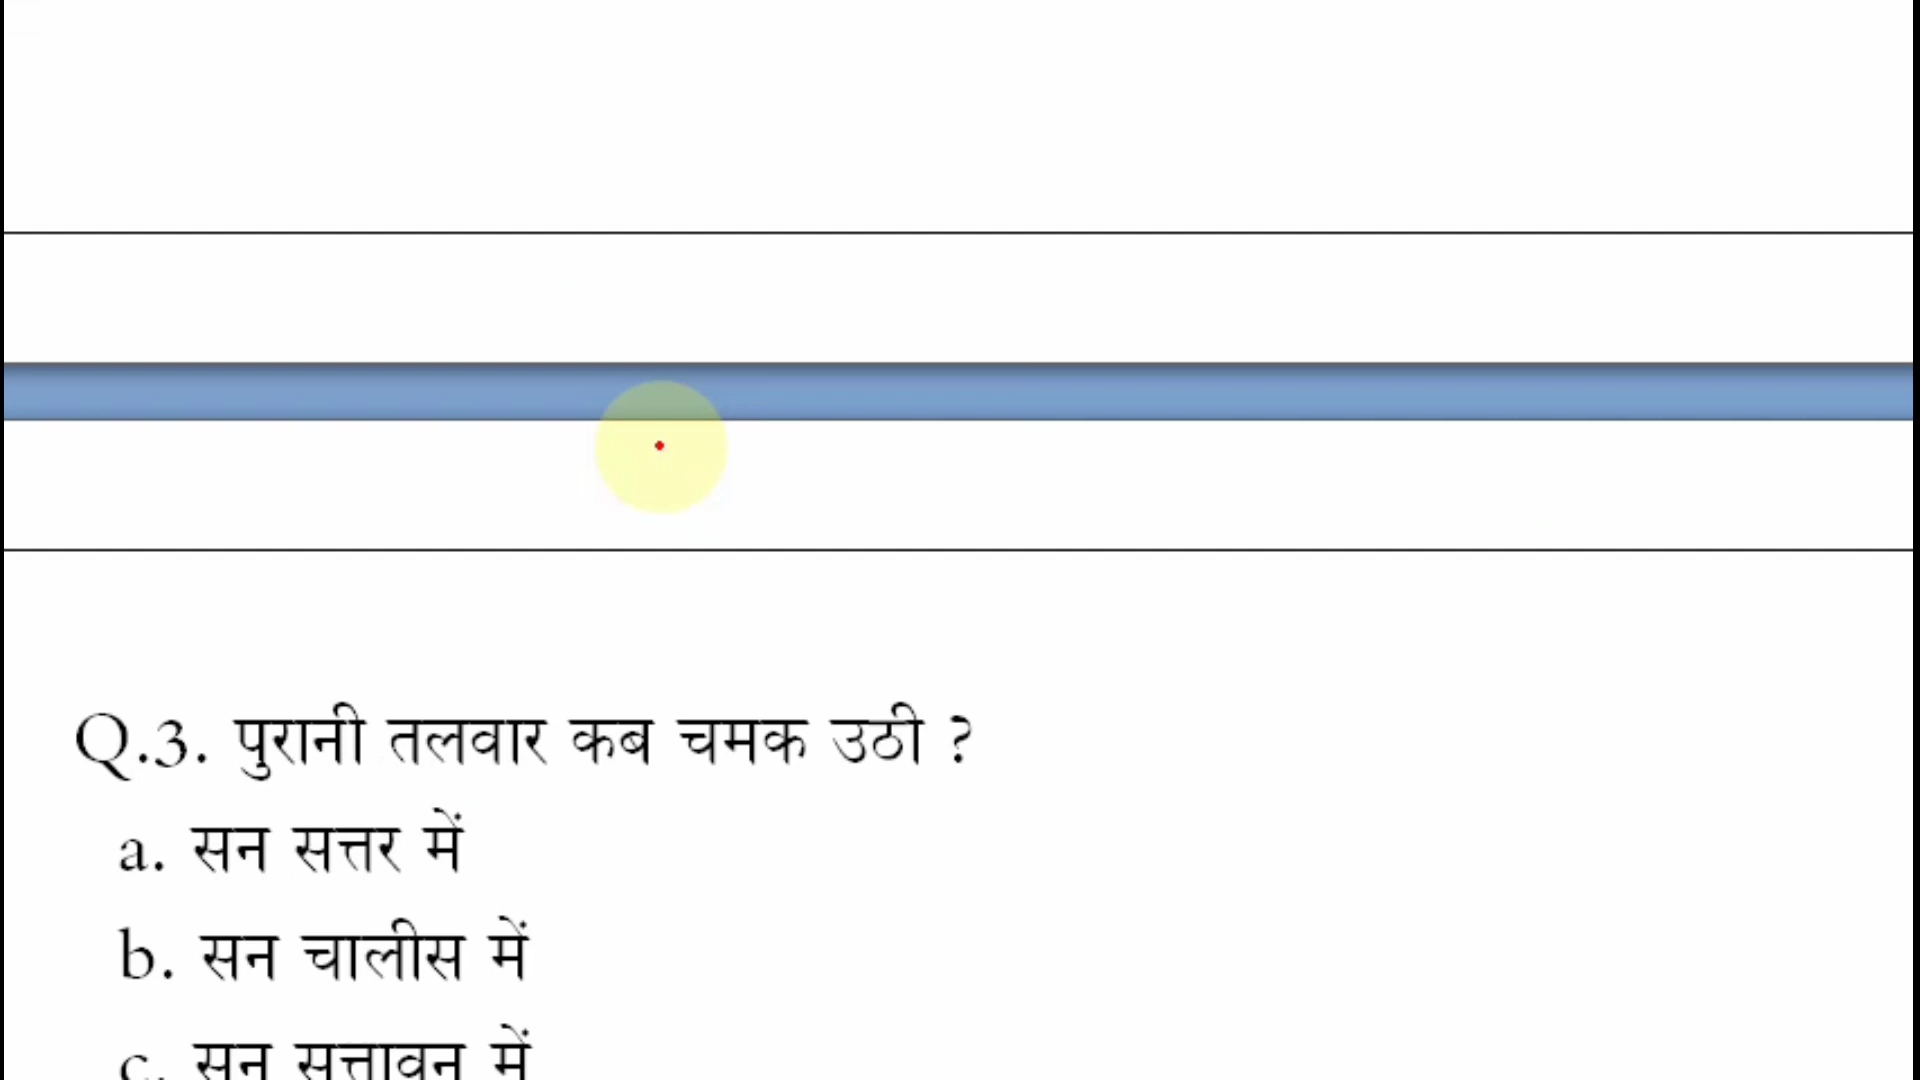 Q.3. पुरानी तलवार कब चमक उठी ?
a. सन सत्तर में
b. सन चालीस में
c. सन सत्तावन में